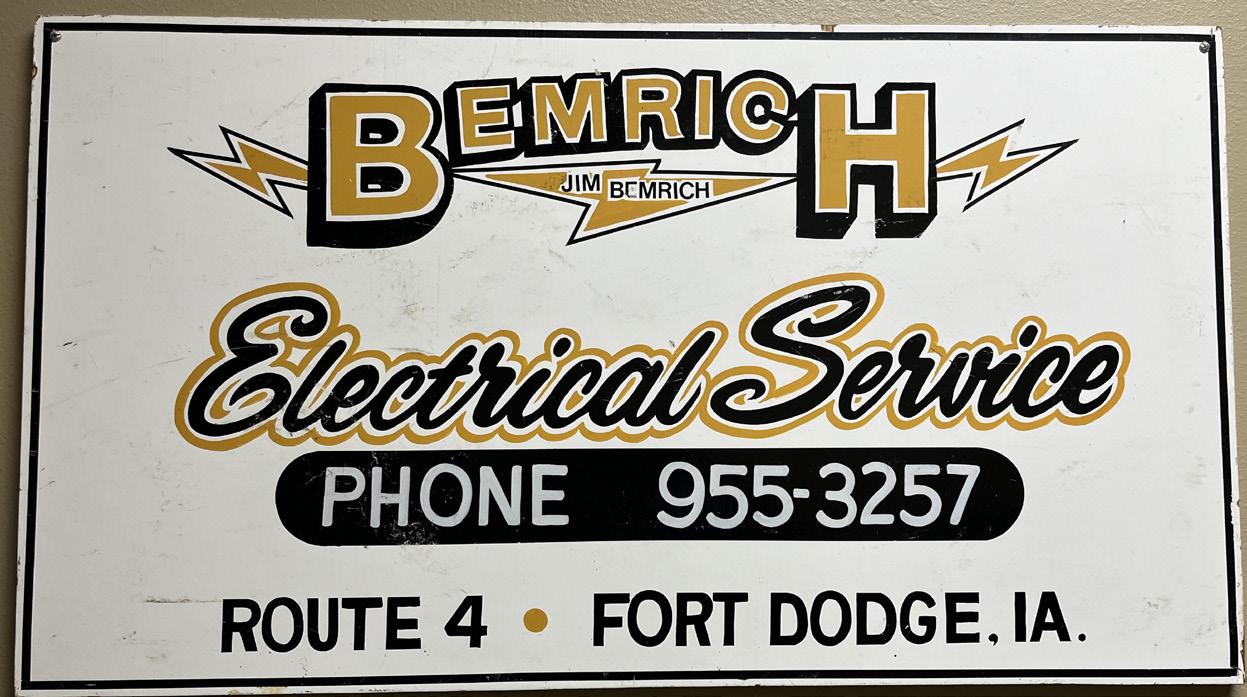 BEMRICH
JIM BEMRICH
Electrical Service
PHONE 955-3257
ROUTE 4 • FORT DODGE, IA.